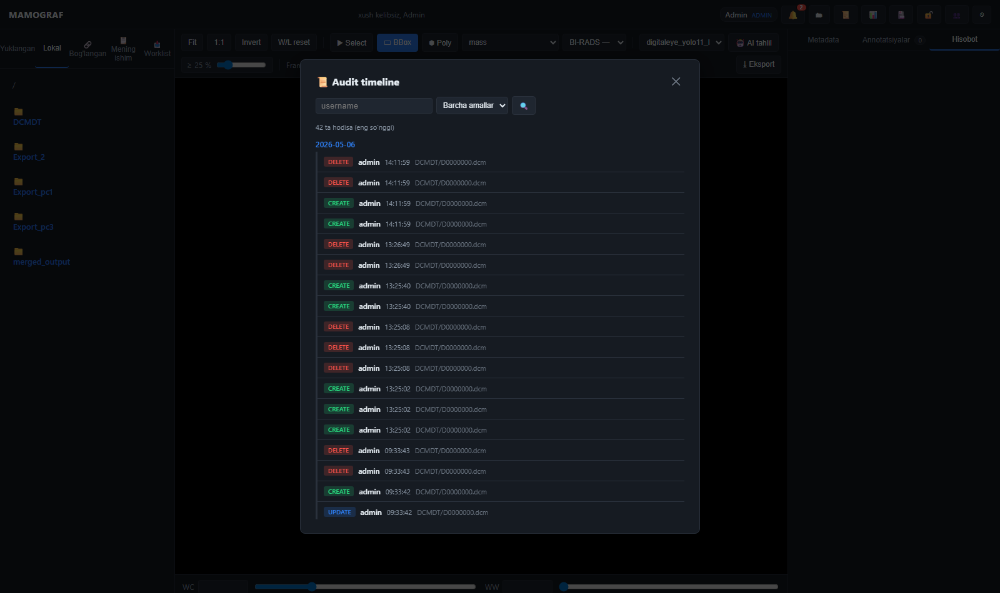 MAMOGRAF
xush kelibsiz, Admin
Admin ADMIN
2
Yuklangan
Lokal
Bog'langan
Mening ishim
Worklist
Fit
1:1
Invert
W/L reset
Select
BBox
Poly
mass
BI-RADS —
digitaleye_yolo11_l
AI tahlil
≥ 25 %
Fran
Eksport
Metadata
Annotatsiyalar 0
Hisobot
/
DCMDT
Export_2
Export_pc1
Export_pc3
merged_output
Audit timeline
username
Barcha amallar
42 ta hodisa (eng so'nggi)
2026-05-06
DELETE admin 14:11:59 DCMDT/D0000000.dcm
DELETE admin 14:11:59 DCMDT/D0000000.dcm
CREATE admin 14:11:59 DCMDT/D0000000.dcm
CREATE admin 14:11:59 DCMDT/D0000000.dcm
DELETE admin 13:26:49 DCMDT/D0000000.dcm
DELETE admin 13:26:49 DCMDT/D0000000.dcm
CREATE admin 13:25:40 DCMDT/D0000000.dcm
CREATE admin 13:25:40 DCMDT/D0000000.dcm
DELETE admin 13:25:08 DCMDT/D0000000.dcm
DELETE admin 13:25:08 DCMDT/D0000000.dcm
DELETE admin 13:25:08 DCMDT/D0000000.dcm
CREATE admin 13:25:02 DCMDT/D0000000.dcm
CREATE admin 13:25:02 DCMDT/D0000000.dcm
CREATE admin 13:25:02 DCMDT/D0000000.dcm
DELETE admin 09:33:43 DCMDT/D0000000.dcm
DELETE admin 09:33:43 DCMDT/D0000000.dcm
CREATE admin 09:33:42 DCMDT/D0000000.dcm
UPDATE admin 09:33:42 DCMDT/D0000000.dcm
WC
WW